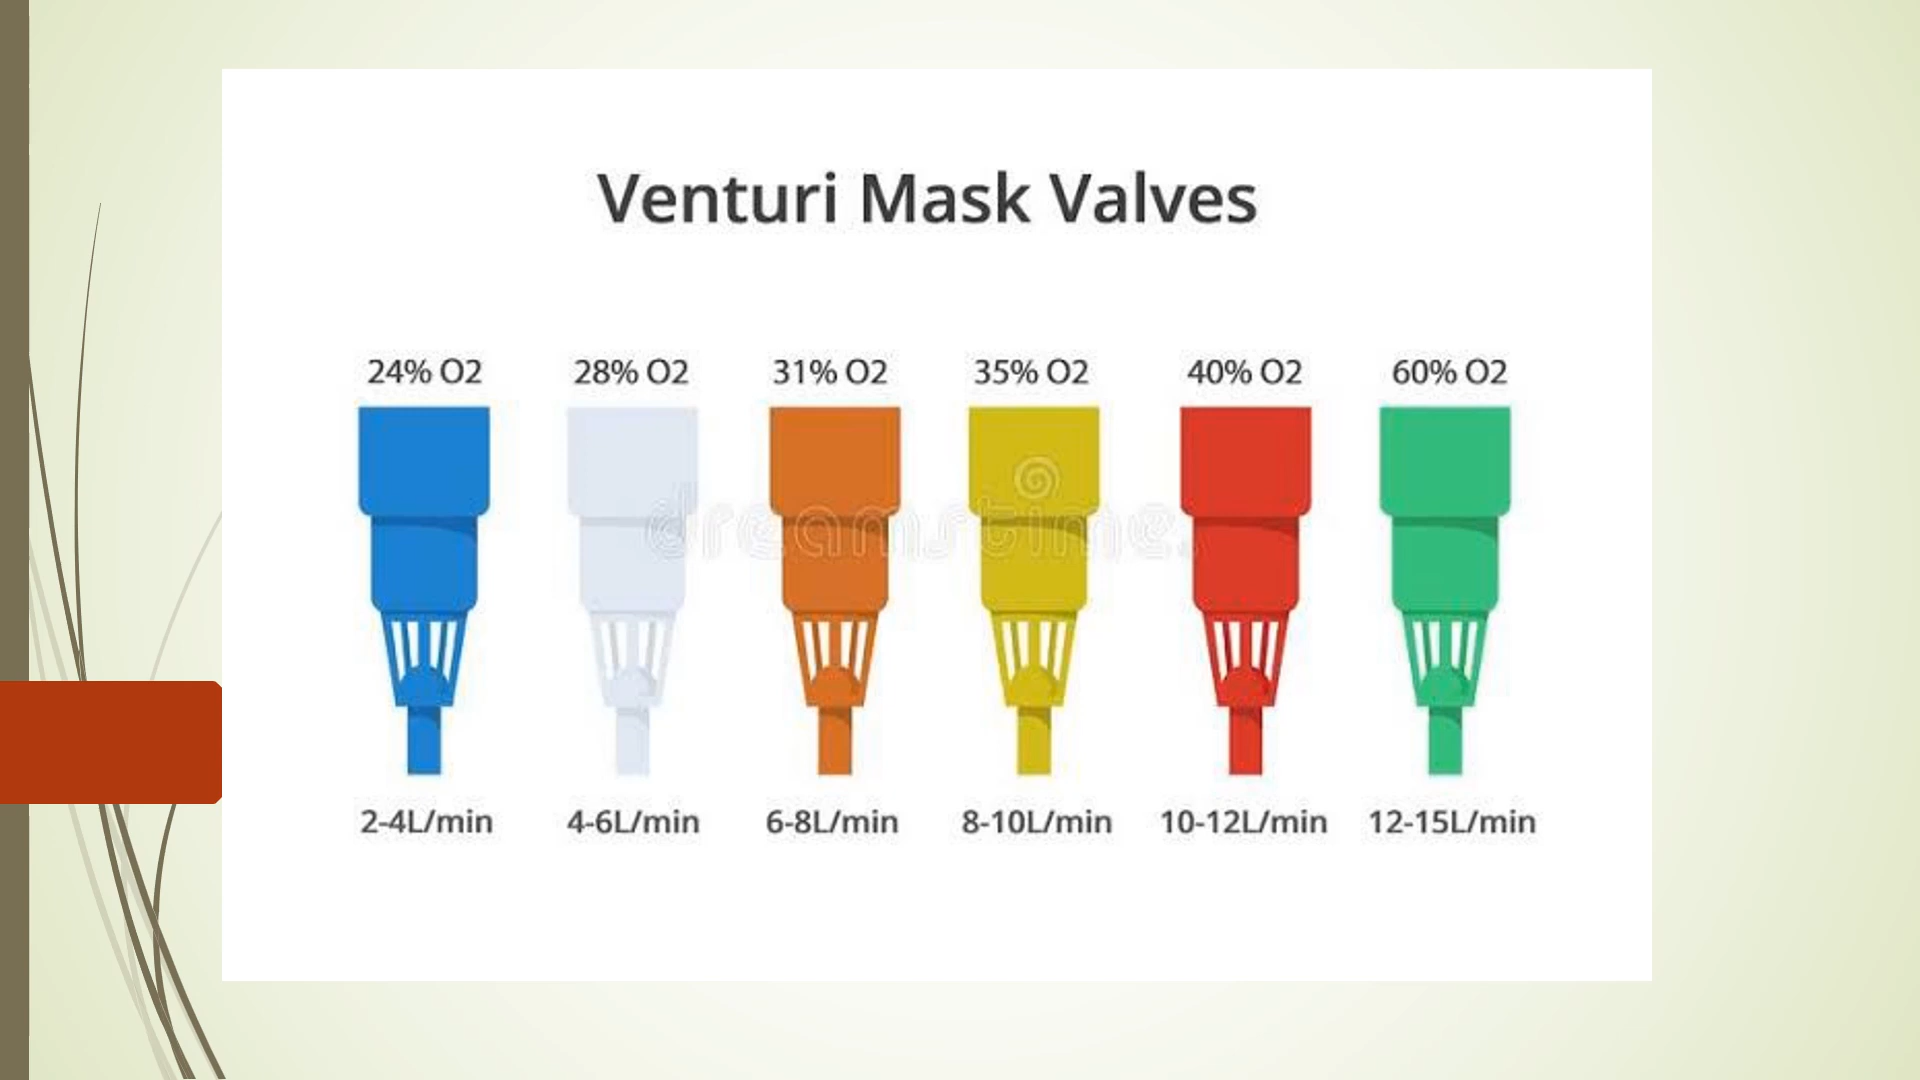 Venturi Mask Valves
24% O2 28% O2 31% O2 35% O2 40% O2 60% O2
dreamstime.
2-4L/min 4-6L/min 6-8L/min 8-10L/min 10-12L/min 12-15L/min